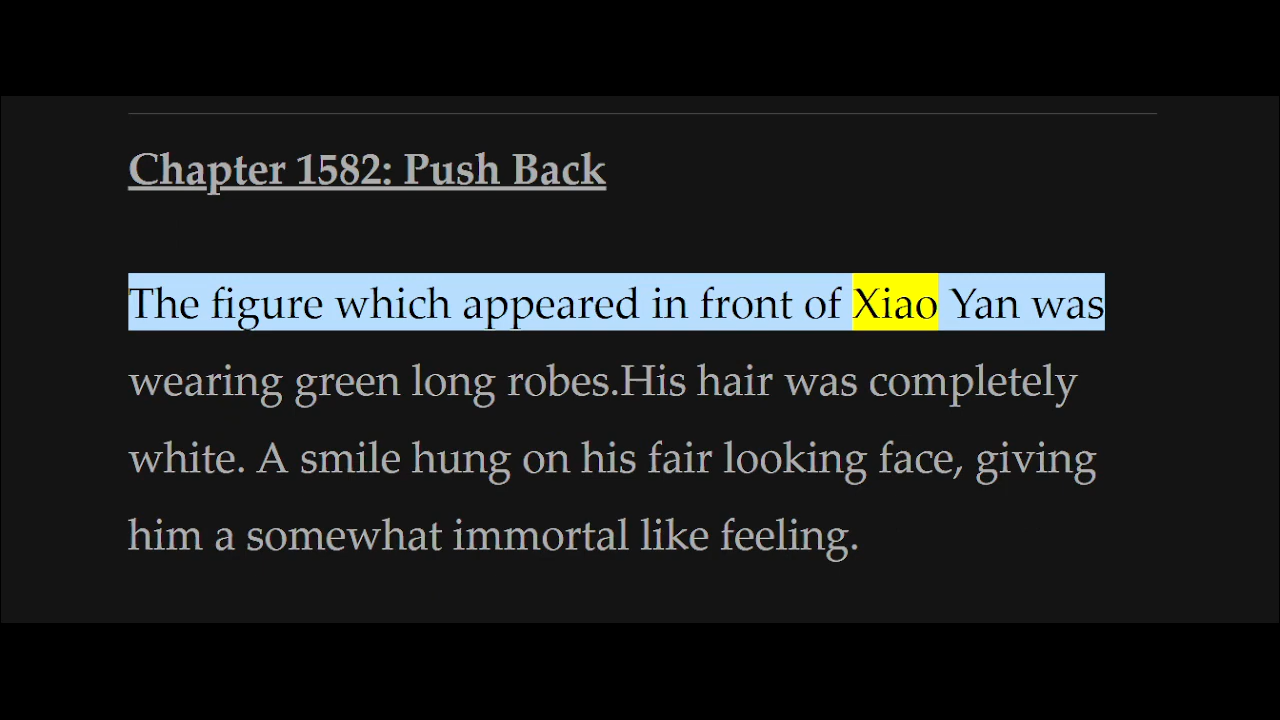 Chapter 1582: Push Back
The figure which appeared in front of Xiao Yan was
wearing green long robes.His hair was completely
white. A smile hung on his fair looking face, giving
him a somewhat immortal like feeling.